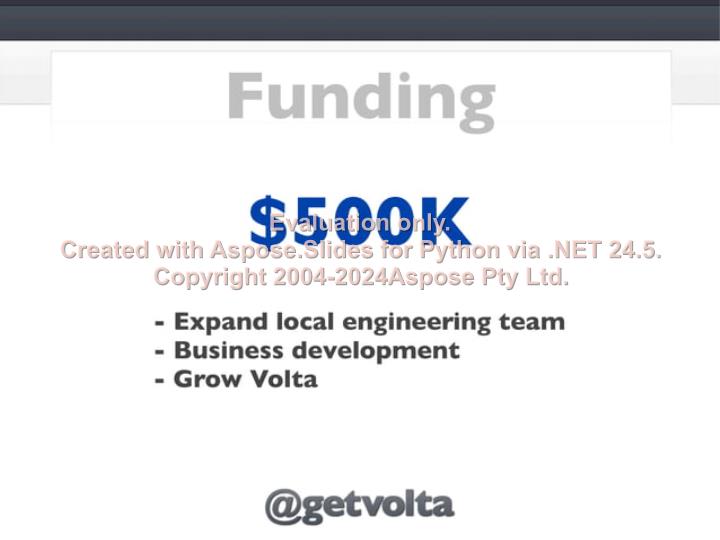 Funding
$500K
Evaluation only.
Created with Aspose.Slides for Python via .NET 24.5.
Copyright 2004-2024Aspose Pty Ltd.
- Expand local engineering team
- Business development
- Grow Volta
@getvolta